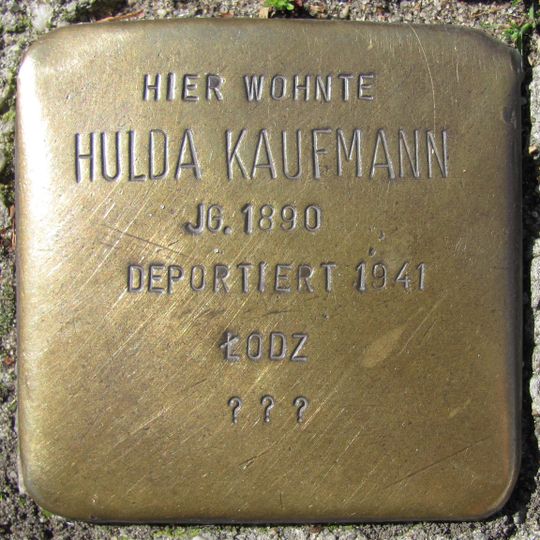 HIER WOHNTE
HULDA KAUFMANN
JG. 1890
DEPORTIERT 1941
ŁODZ
? ? ?